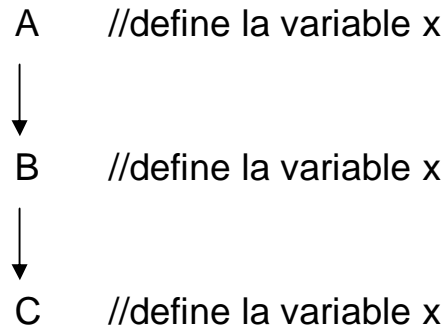 A //define la variable x
B //define la variable x
C //define la variable x